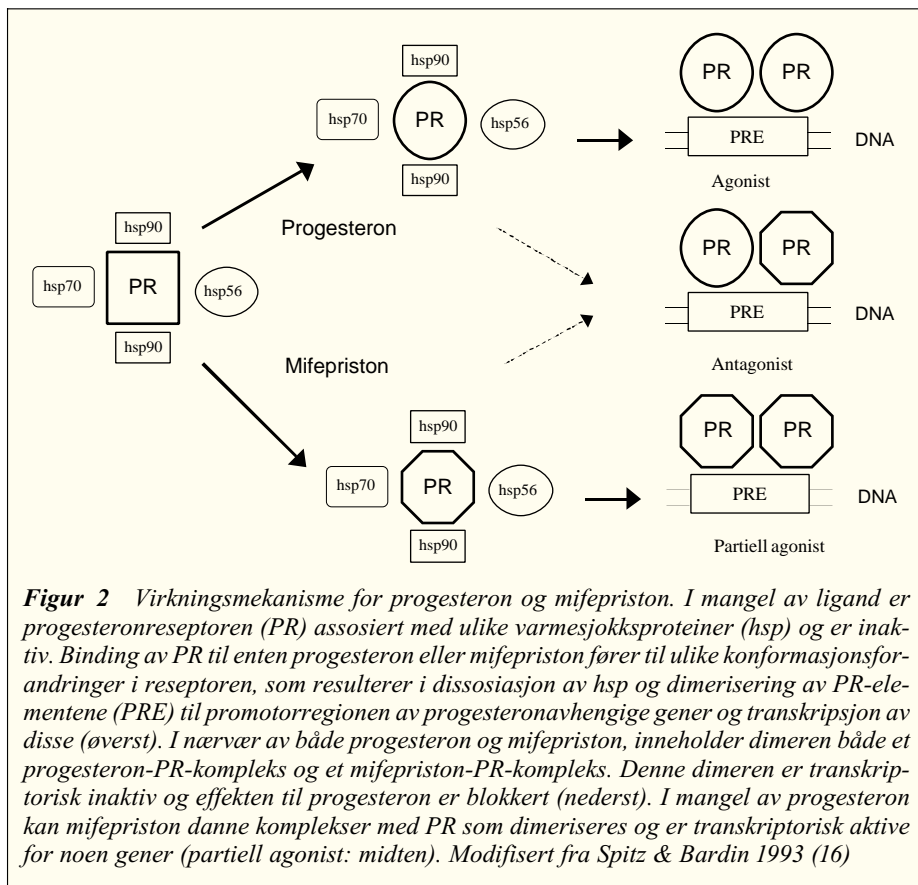 hsp90
hsp70
PR
hsp56
hsp90
PR
PR
PRE
DNA
Agonist
Progesteron
hsp90
hsp70
PR
hsp56
hsp90
PR
PR
PRE
DNA
Antagonist
Mifepriston
hsp90
hsp70
PR
hsp56
hsp90
PR
PR
PRE
DNA
Partiell agonist
Figur 2 Virkningsmekanisme for progesteron og mifepriston. I mangel av ligand er
progesteronreseptoren (PR) assosiert med ulike varmesjokksproteiner (hsp) og er inak-
tiv. Binding av PR til enten progesteron eller mifepriston fører til ulike konformasjonsfor-
andringer i reseptoren, som resulterer i dissosiasjon av hsp og dimerisering av PR-ele-
mentene (PRE) til promotorregionen av progesteronavhengige gener og transkripsjon av
disse (øverst). I nærvær av både progesteron og mifepriston, inneholder dimeren både et
progesteron-PR-kompleks og et mifepriston-PR-kompleks. Denne dimeren er transkrip-
torisk inaktiv og effekten til progesteron er blokkert (nederst). I mangel av progesteron
kan mifepriston danne komplekser med PR som dimeriseres og er transkriptorisk aktive
for noen gener (partiell agonist: midten). Modifisert fra Spitz & Bardin 1993 (16)